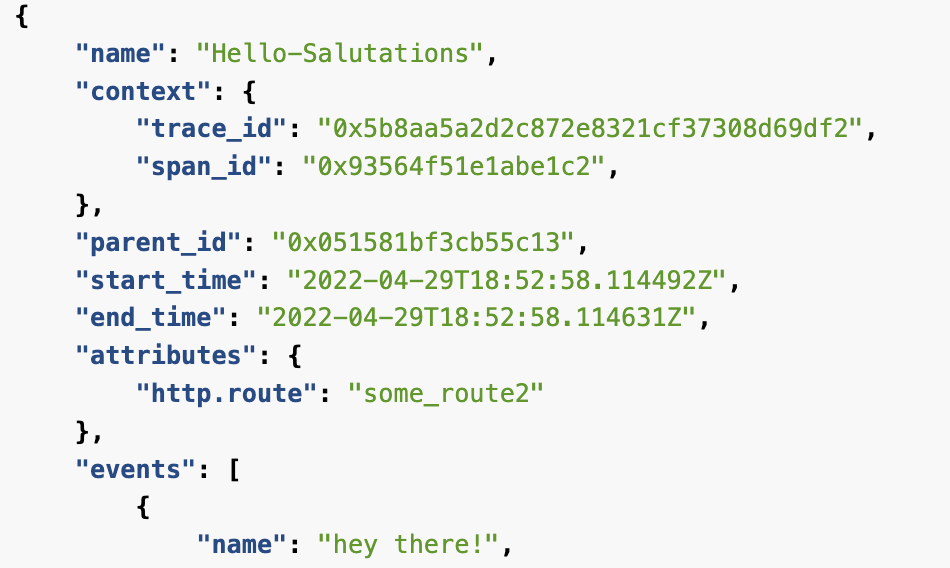 {
    "name": "Hello-Salutations",
    "context": {
        "trace_id": "0x5b8aa5a2d2c872e8321cf37308d69df2",
        "span_id": "0x93564f51e1abe1c2",
    },
    "parent_id": "0x051581bf3cb55c13",
    "start_time": "2022-04-29T18:52:58.114492Z",
    "end_time": "2022-04-29T18:52:58.114631Z",
    "attributes": {
        "http.route": "some_route2"
    },
    "events": [
        {
            "name": "hey there!",